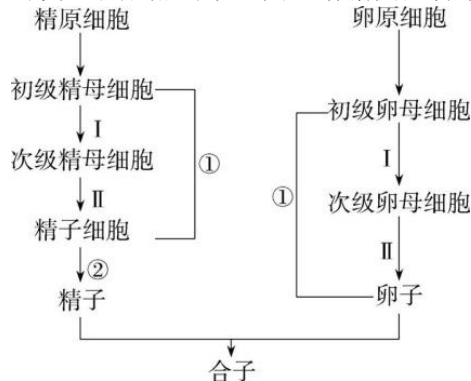 精原细胞 卵原细胞
初级精母细胞 初级卵母细胞
Ⅰ Ⅰ
次级精母细胞 ① ① 次级卵母细胞
Ⅱ Ⅱ
精子细胞
②
精子 卵子
合子